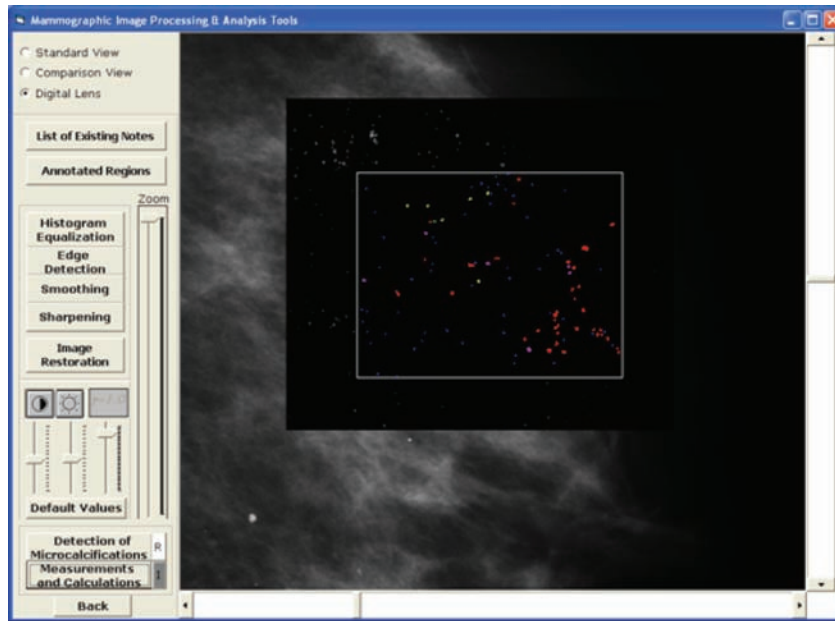 Mammographic Image Processing & Analysis Tools
Standard View
Comparison View
Digital Lens
List of Existing Notes
Annotated Regions
Zoom
Histogram
Equalization
Edge
Detection
Smoothing
Sharpening
Image
Restoration
Default Values
Detection of
Microcalcifications
R
Measurements
and Calculations
I
Back